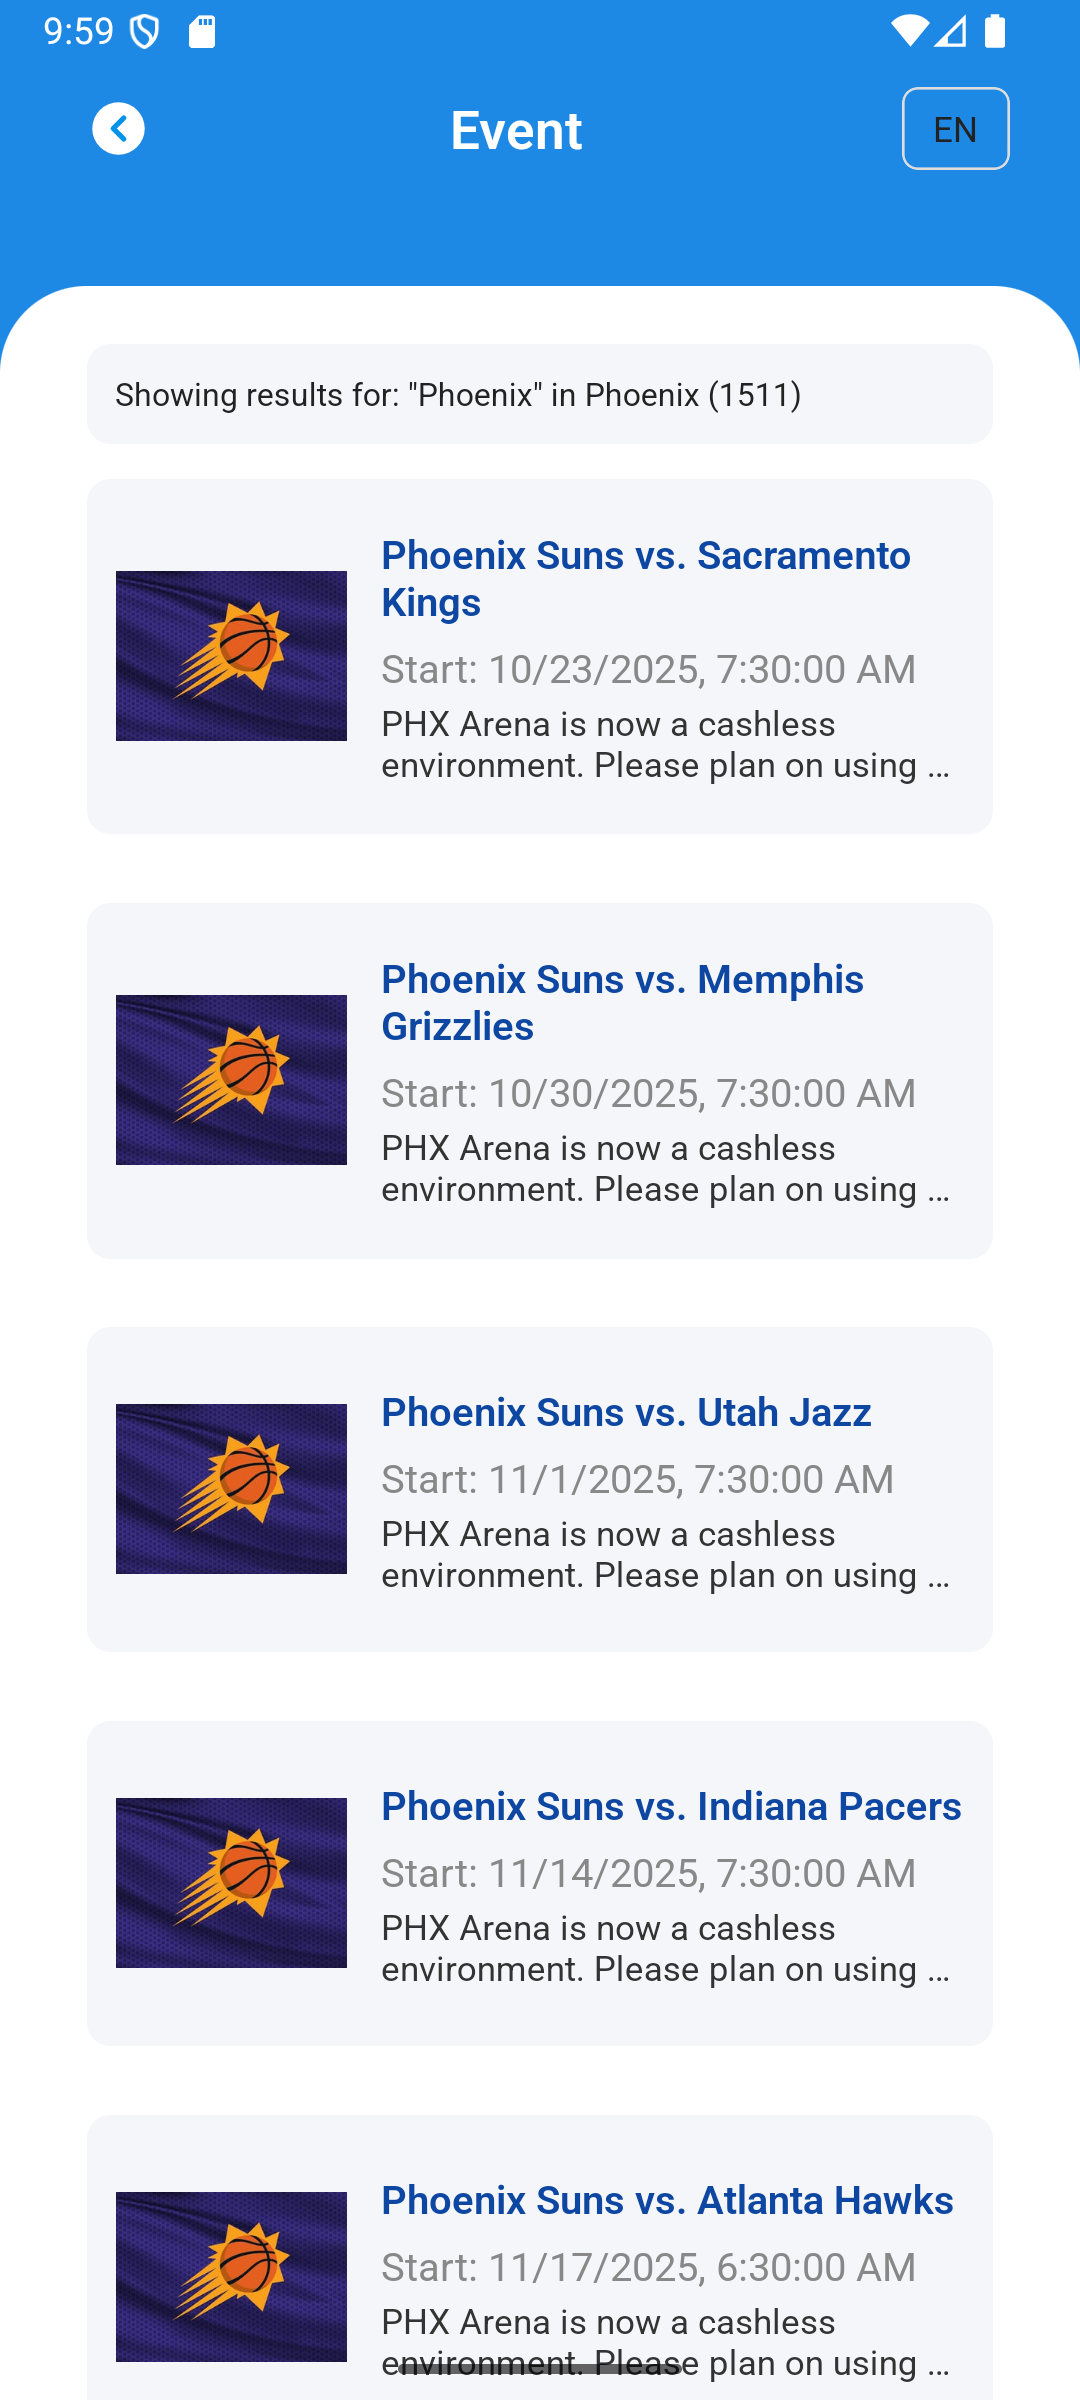 9:59
Event
EN
Showing results for: "Phoenix" in Phoenix (1511)
Phoenix Suns vs. Sacramento
Kings
Start: 10/23/2025, 7:30:00 AM
PHX Arena is now a cashless
environment. Please plan on using ...
Phoenix Suns vs. Memphis
Grizzlies
Start: 10/30/2025, 7:30:00 AM
PHX Arena is now a cashless
environment. Please plan on using ...
Phoenix Suns vs. Utah Jazz
Start: 11/1/2025, 7:30:00 AM
PHX Arena is now a cashless
environment. Please plan on using ...
Phoenix Suns vs. Indiana Pacers
Start: 11/14/2025, 7:30:00 AM
PHX Arena is now a cashless
environment. Please plan on using ...
Phoenix Suns vs. Atlanta Hawks
Start: 11/17/2025, 6:30:00 AM
PHX Arena is now a cashless
environment. Please plan on using ...